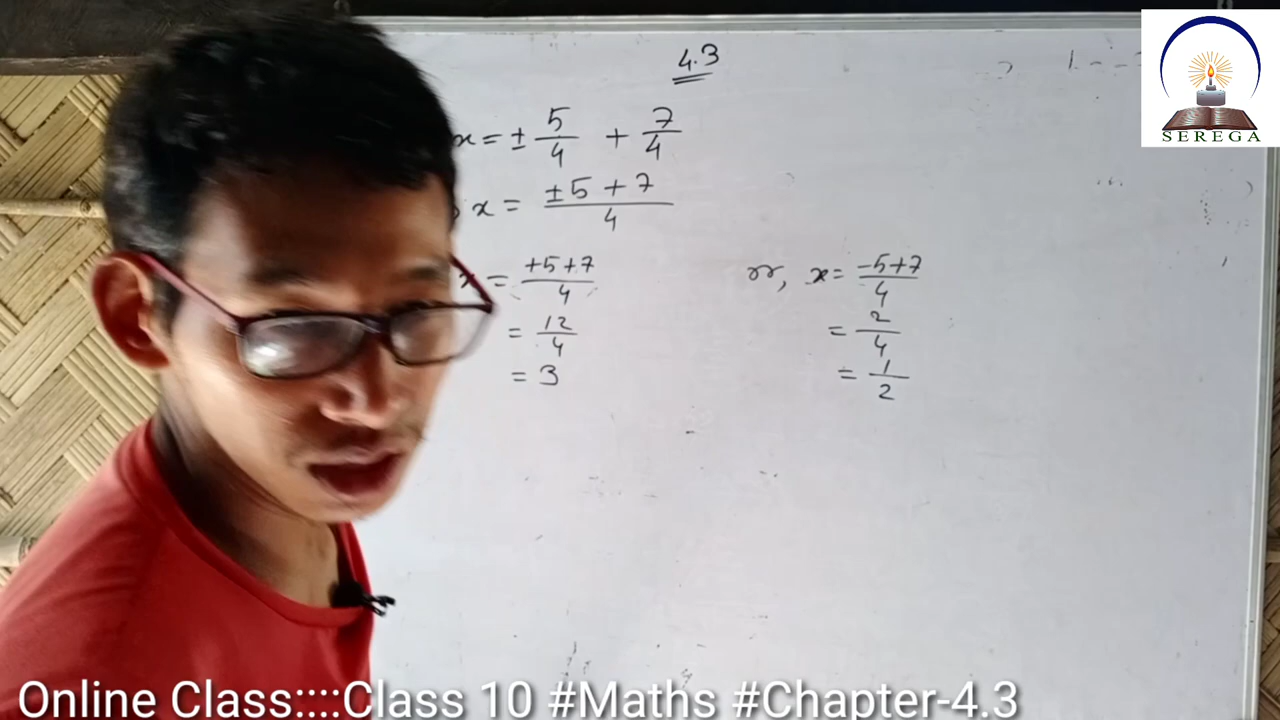 4.3
SEREGA
x = ± 5/4 + 7/4
x = ±5 + 7 / 4
x = +5+7 / 4
or, x = -5+7 / 4
= 12/4
= 2/4
= 3
= 1/2
Online Class::::Class 10 #Maths #Chapter-4.3